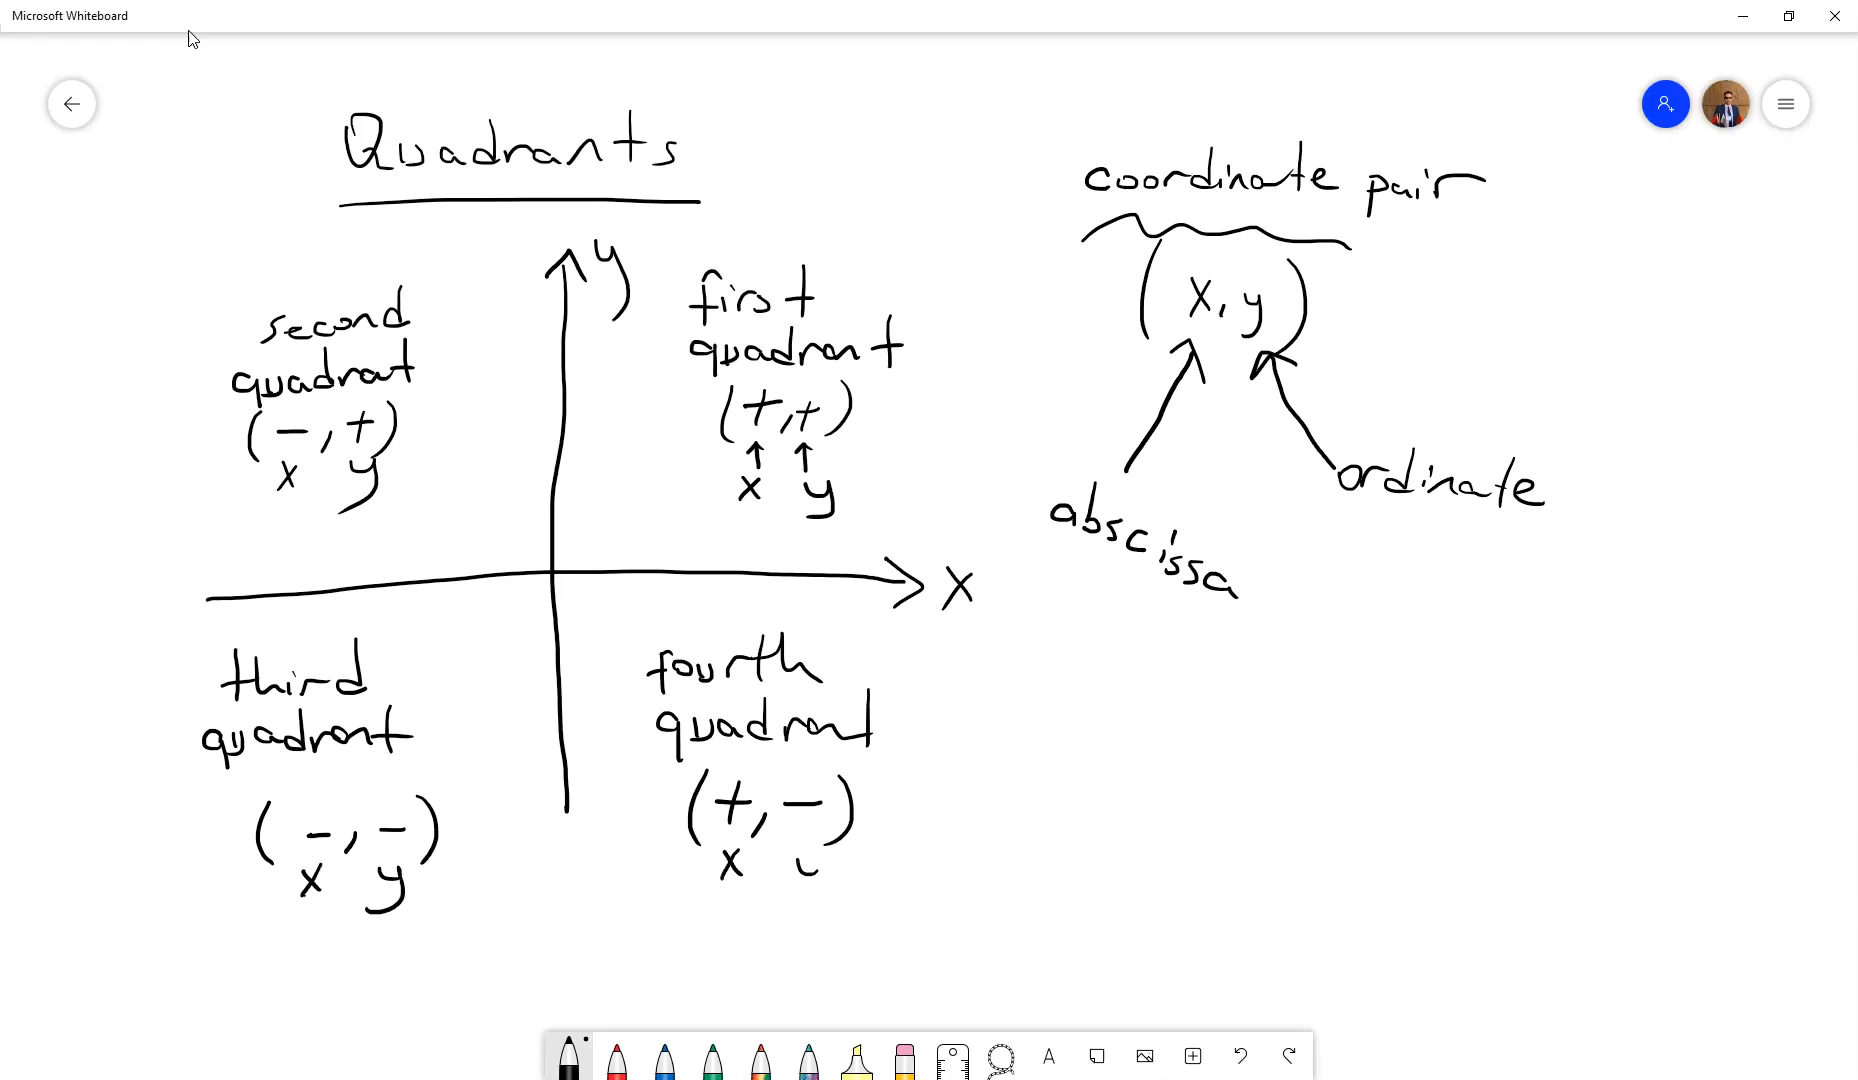 Microsoft Whiteboard
Quadrants
y
second
quadrant
(-, +)
x y
first
quadrant
(+, +)
↑ ↑
x y
x
third
quadrant
(-, -)
x y
fourth
quadrant
(+, -)
x
coordinate pair
(x, y)
abscissa
ordinate
A